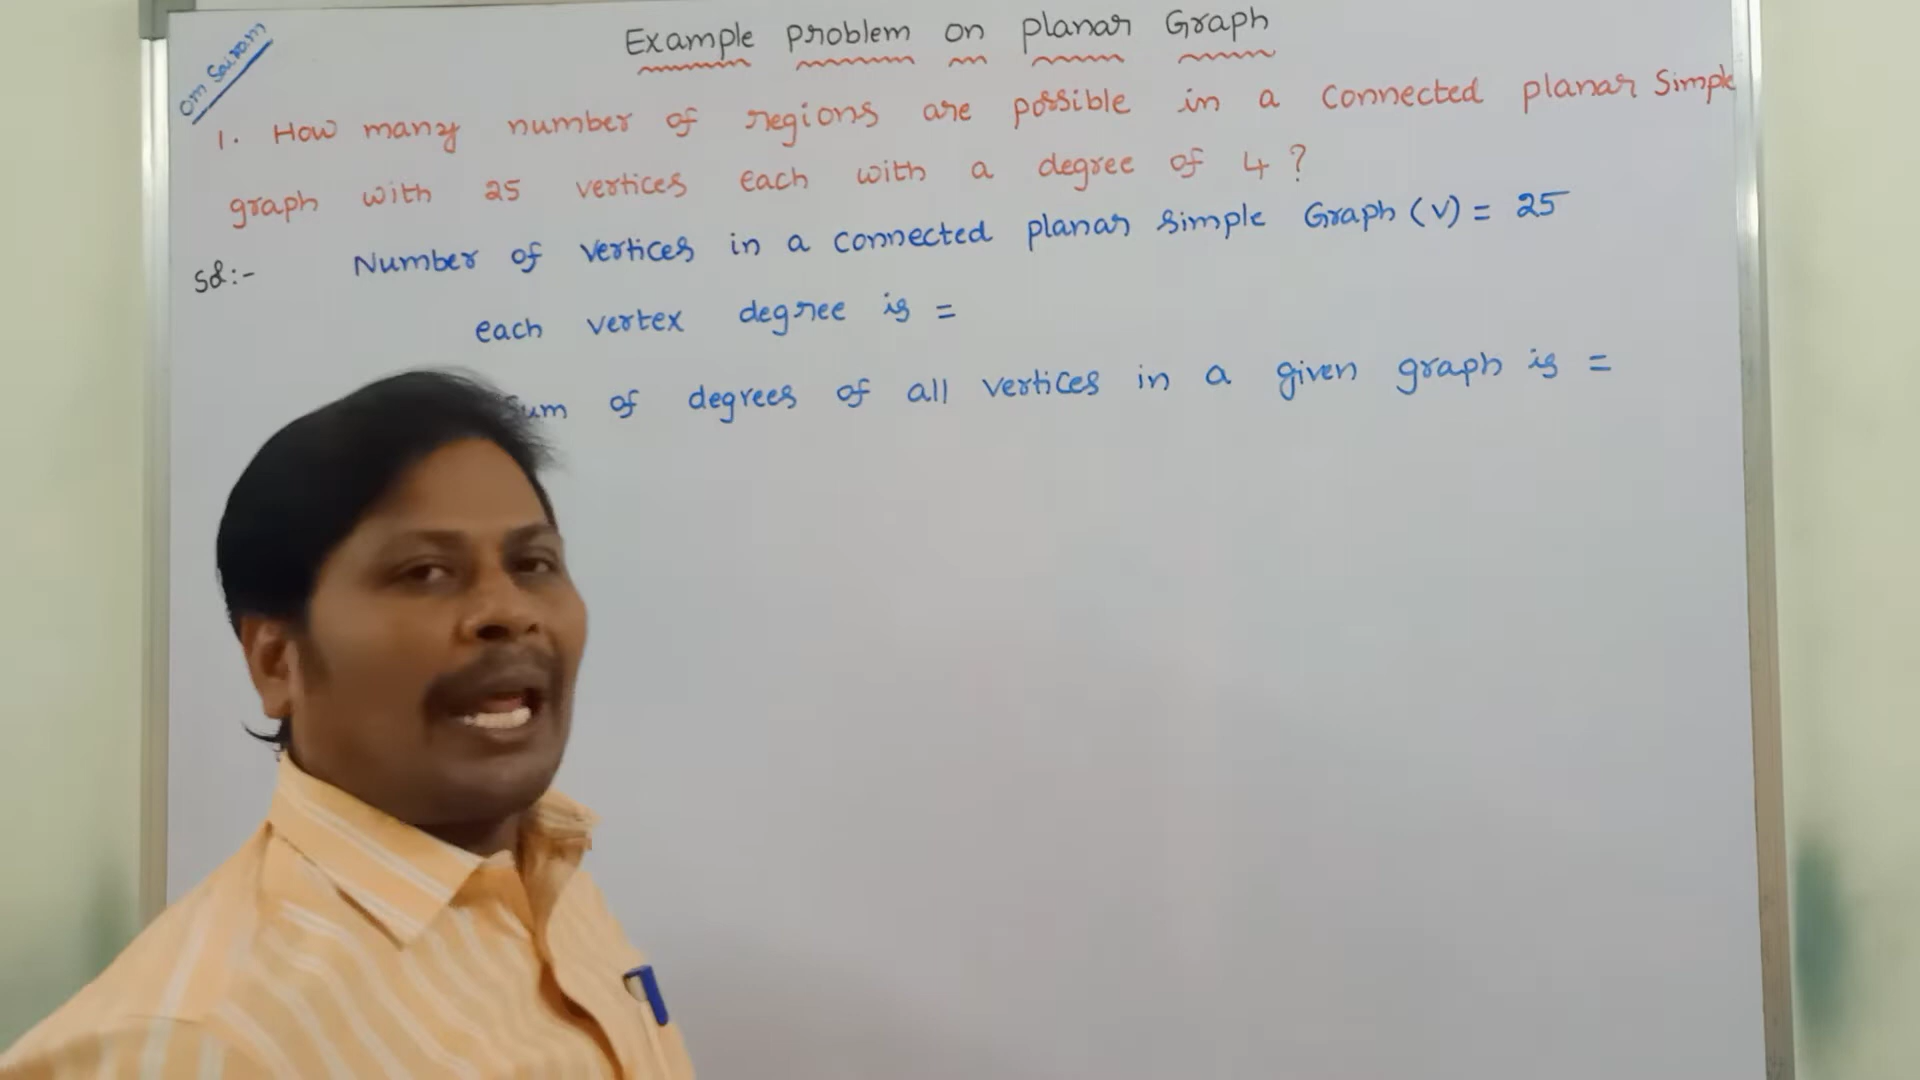 Om Sairam
Example problem on planar Graph
1. How many number of regions are possible in a connected planar Simple
graph with 25 vertices each with a degree of 4 ?
Sol:- Number of vertices in a connected planar simple Graph (V) = 25
each vertex degree is =
Sum of degrees of all vertices in a given graph is =